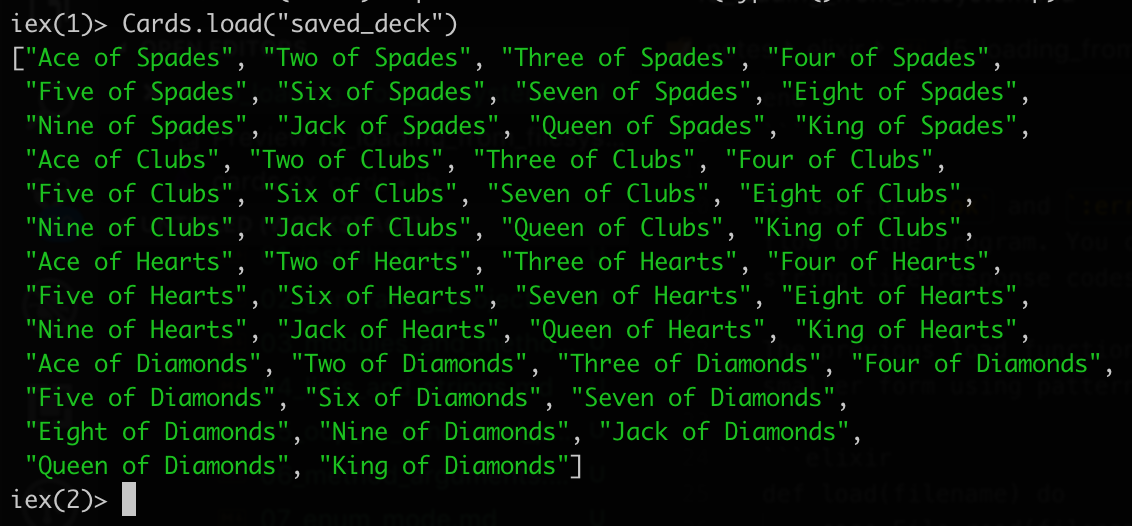 iex(1)> Cards.load("saved_deck")
["Ace of Spades", "Two of Spades", "Three of Spades", "Four of Spades",
"Five of Spades", "Six of Spades", "Seven of Spades", "Eight of Spades",
"Nine of Spades", "Jack of Spades", "Queen of Spades", "King of Spades",
"Ace of Clubs", "Two of Clubs", "Three of Clubs", "Four of Clubs",
"Five of Clubs", "Six of Clubs", "Seven of Clubs", "Eight of Clubs",
"Nine of Clubs", "Jack of Clubs", "Queen of Clubs", "King of Clubs",
"Ace of Hearts", "Two of Hearts", "Three of Hearts", "Four of Hearts",
"Five of Hearts", "Six of Hearts", "Seven of Hearts", "Eight of Hearts",
"Nine of Hearts", "Jack of Hearts", "Queen of Hearts", "King of Hearts",
"Ace of Diamonds", "Two of Diamonds", "Three of Diamonds", "Four of Diamonds",
"Five of Diamonds", "Six of Diamonds", "Seven of Diamonds",
"Eight of Diamonds", "Nine of Diamonds", "Jack of Diamonds",
"Queen of Diamonds", "King of Diamonds"]
iex(2)>